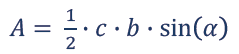 A = 1/2 · c · b · sin(α)